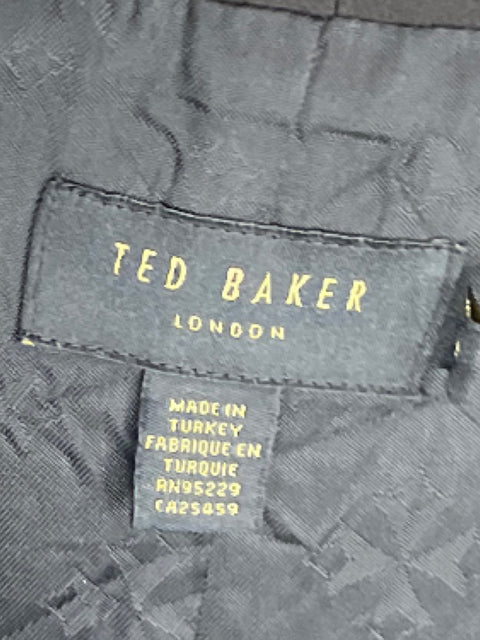 TED BAKER
LONDON
MADE IN
TURKEY
FABRIQUE EN
TURQUIE
RN95229
CA25459